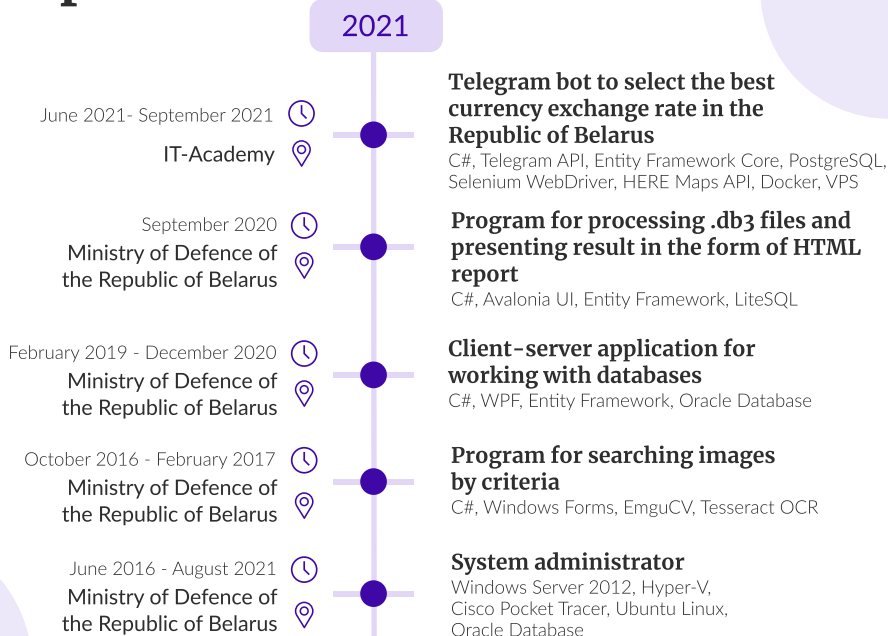 2021
June 2021- September 2021
IT-Academy
Telegram bot to select the best
currency exchange rate in the
Republic of Belarus
C#, Telegram API, Entity Framework Core, PostgreSQL,
Selenium WebDriver, HERE Maps API, Docker, VPS
September 2020
Ministry of Defence of
the Republic of Belarus
Program for processing .db3 files and
presenting result in the form of HTML
report
C#, Avalonia UI, Entity Framework, LiteSQL
February 2019 - December 2020
Ministry of Defence of
the Republic of Belarus
Client-server application for
working with databases
C#, WPF, Entity Framework, Oracle Database
October 2016 - February 2017
Ministry of Defence of
the Republic of Belarus
Program for searching images
by criteria
C#, Windows Forms, EmguCV, Tesseract OCR
June 2016 - August 2021
Ministry of Defence of
the Republic of Belarus
System administrator
Windows Server 2012, Hyper-V,
Cisco Pocket Tracer, Ubuntu Linux,
Oracle Database